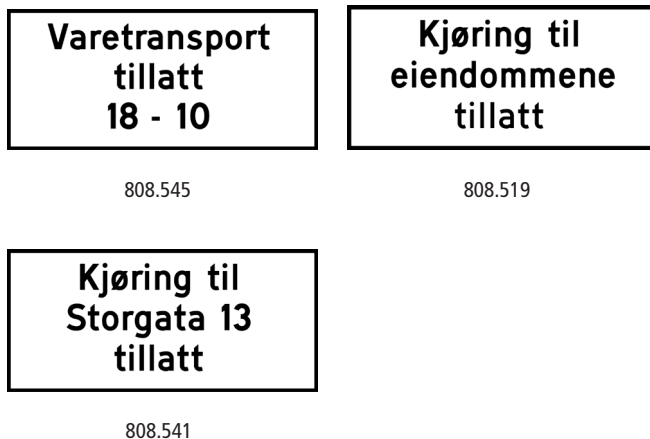 Varetransport
tillatt
18 - 10
808.545
Kjøring til
eiendommene
tillatt
808.519
Kjøring til
Storgata 13
tillatt
808.541